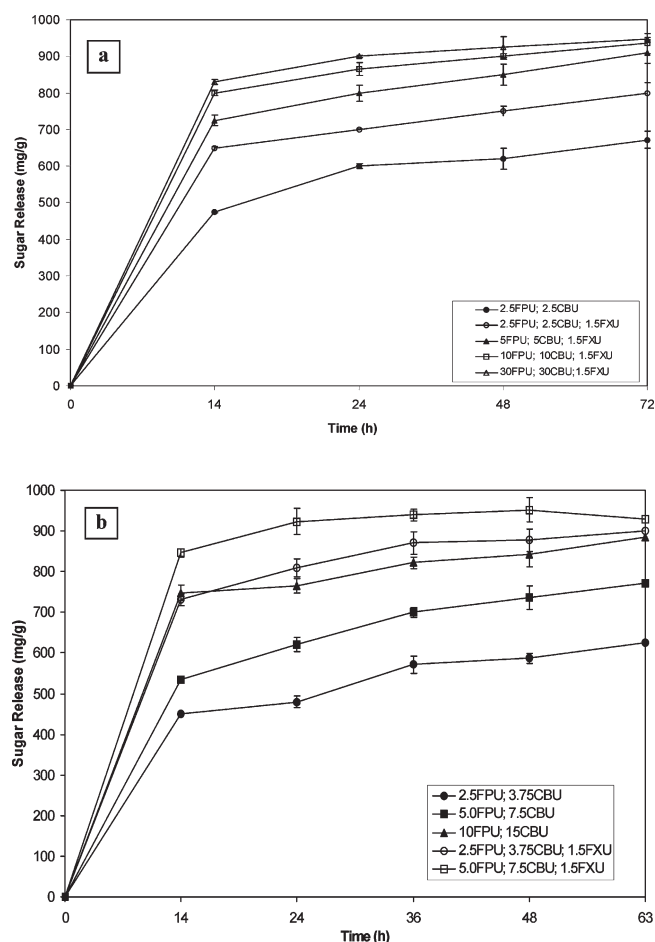 1000
a
900
800
700
600
500
400
300
200
100
0
Sugar Release (mg/g)
2.5FPU; 2.5CBU
2.5FPU; 2.5CBU; 1.5FXU
5FPU; 5CBU; 1.5FXU
10FPU; 10CBU; 1.5FXU
30FPU; 30CBU;1.5FXU
0 14 24 48 72
Time (h)
1000
b
900
800
700
600
500
400
300
200
100
0
Sugar Release (mg/g)
2.5FPU; 3.75CBU
5.0FPU; 7.5CBU
10FPU; 15CBU
2.5FPU; 3.75CBU; 1.5FXU
5.0FPU; 7.5CBU; 1.5FXU
0 14 24 36 48 63
Time (h)